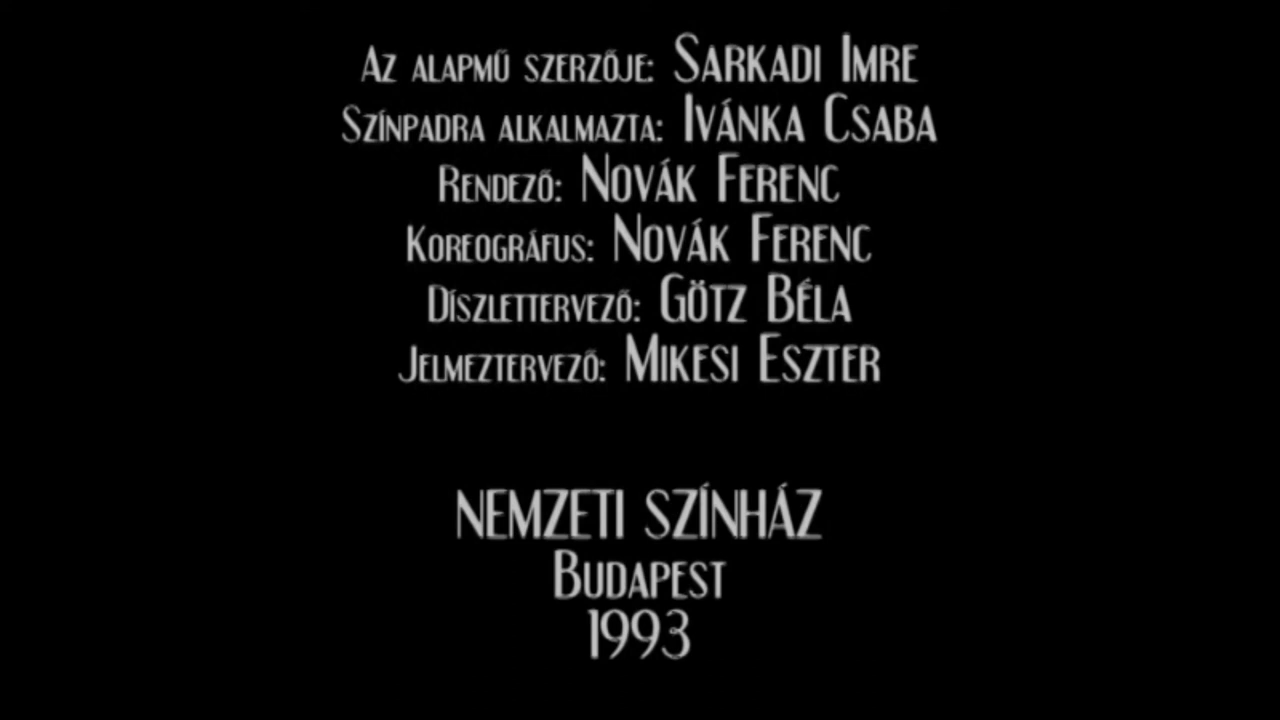 Az alapmű szerzője: Sarkadi Imre
Színpadra alkalmazta: Ivánka Csaba
Rendező: Novák Ferenc
Koreográfus: Novák Ferenc
Díszlettervező: Götz Béla
Jelmeztervező: Mikesi Eszter
NEMZETI SZÍNHÁZ
Budapest
1993